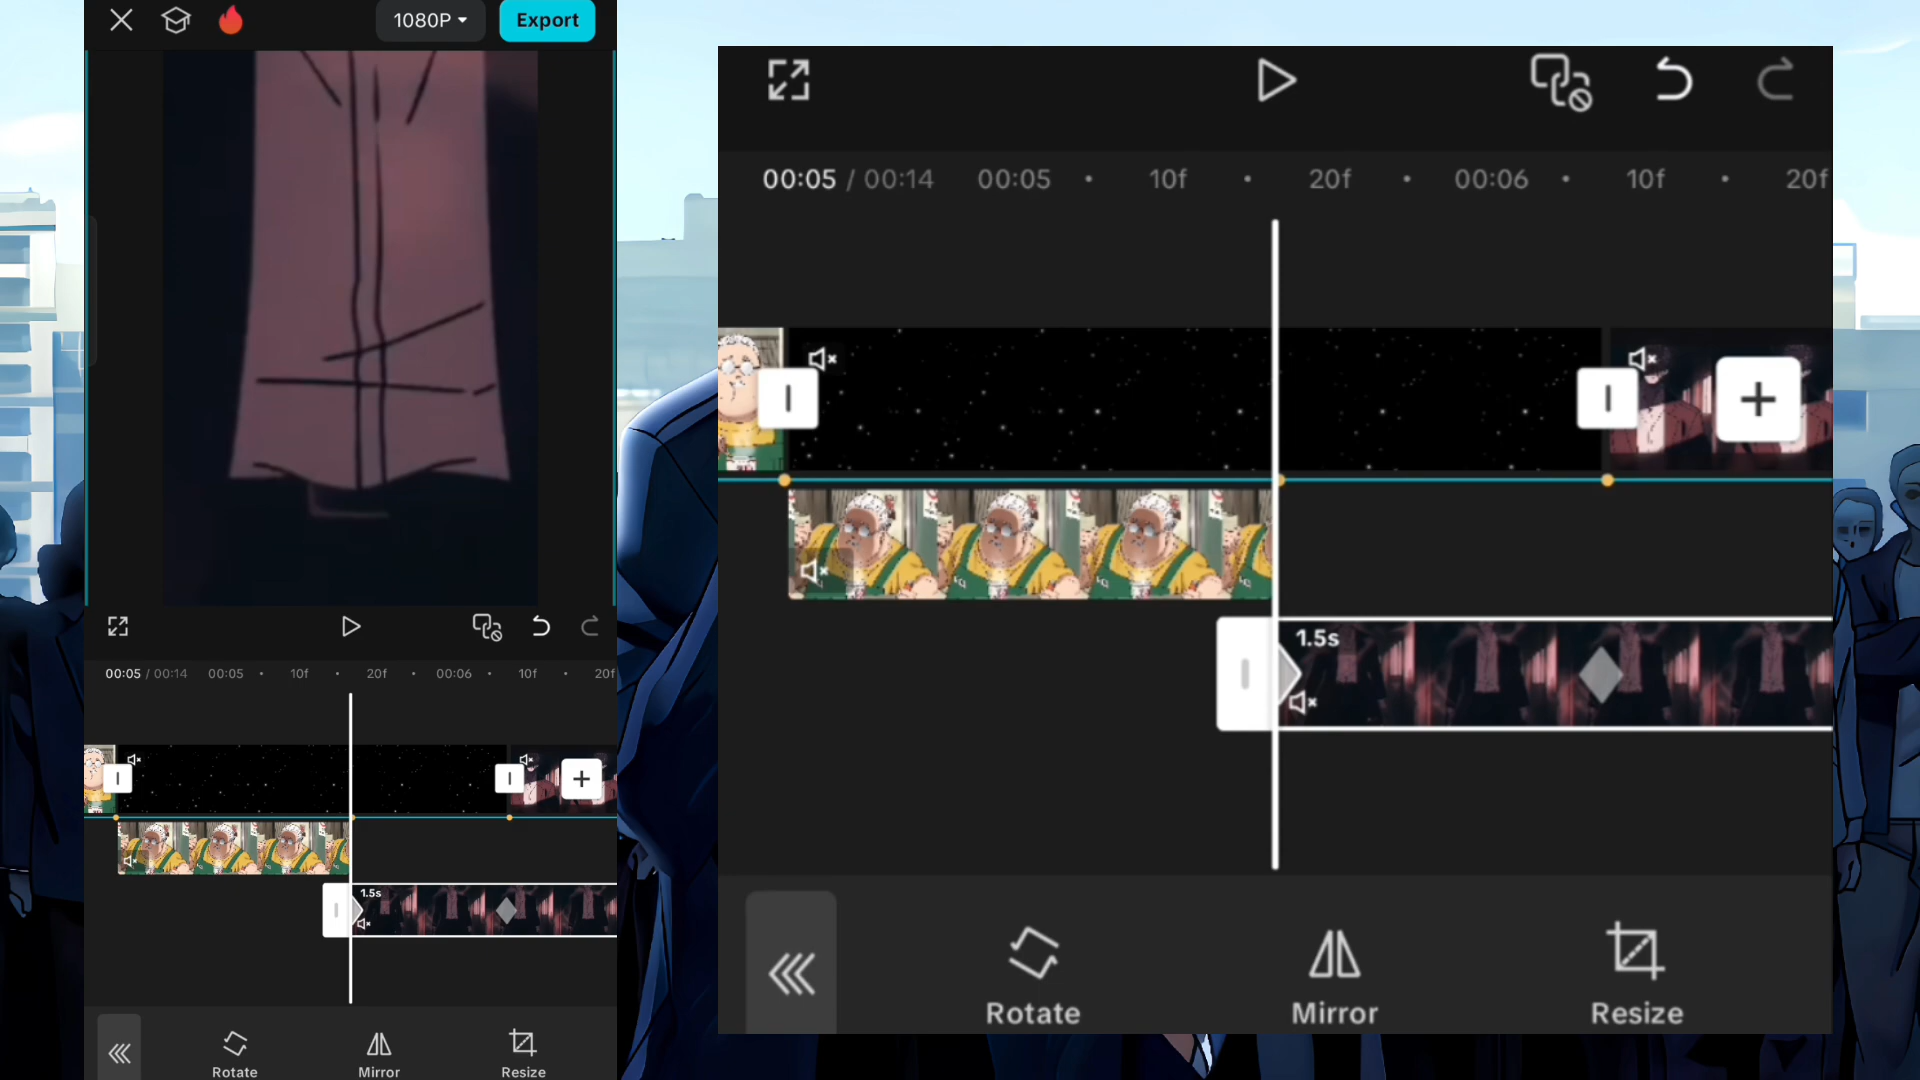 1080P
Export
00:05 / 00:14 00:05 10f 20f 00:06 10f 20f
1.5s
Rotate Mirror Resize
00:05 / 00:14 00:05 10f 20f 00:06 10f 20f
1.5s
Rotate Mirror Resize